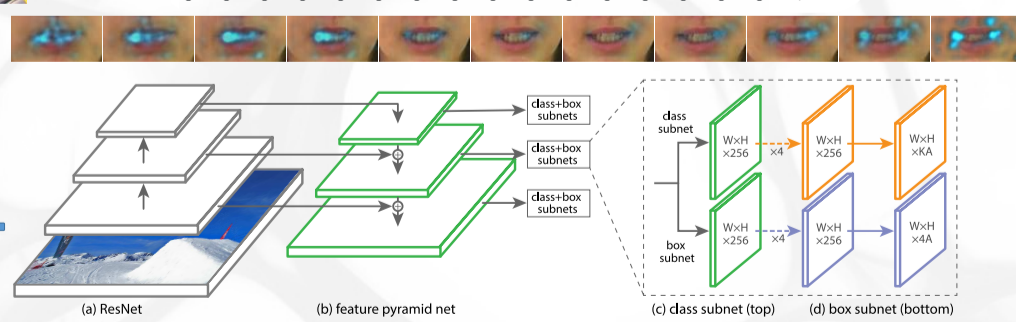 class+box
subnets
class+box
subnets
class+box
subnets
class
subnet
W×H
×256
×4
W×H
×256
W×H
×KA
box
subnet
W×H
×256
×4
W×H
×256
W×H
×4A
(a) ResNet
(b) feature pyramid net
(c) class subnet (top)
(d) box subnet (bottom)